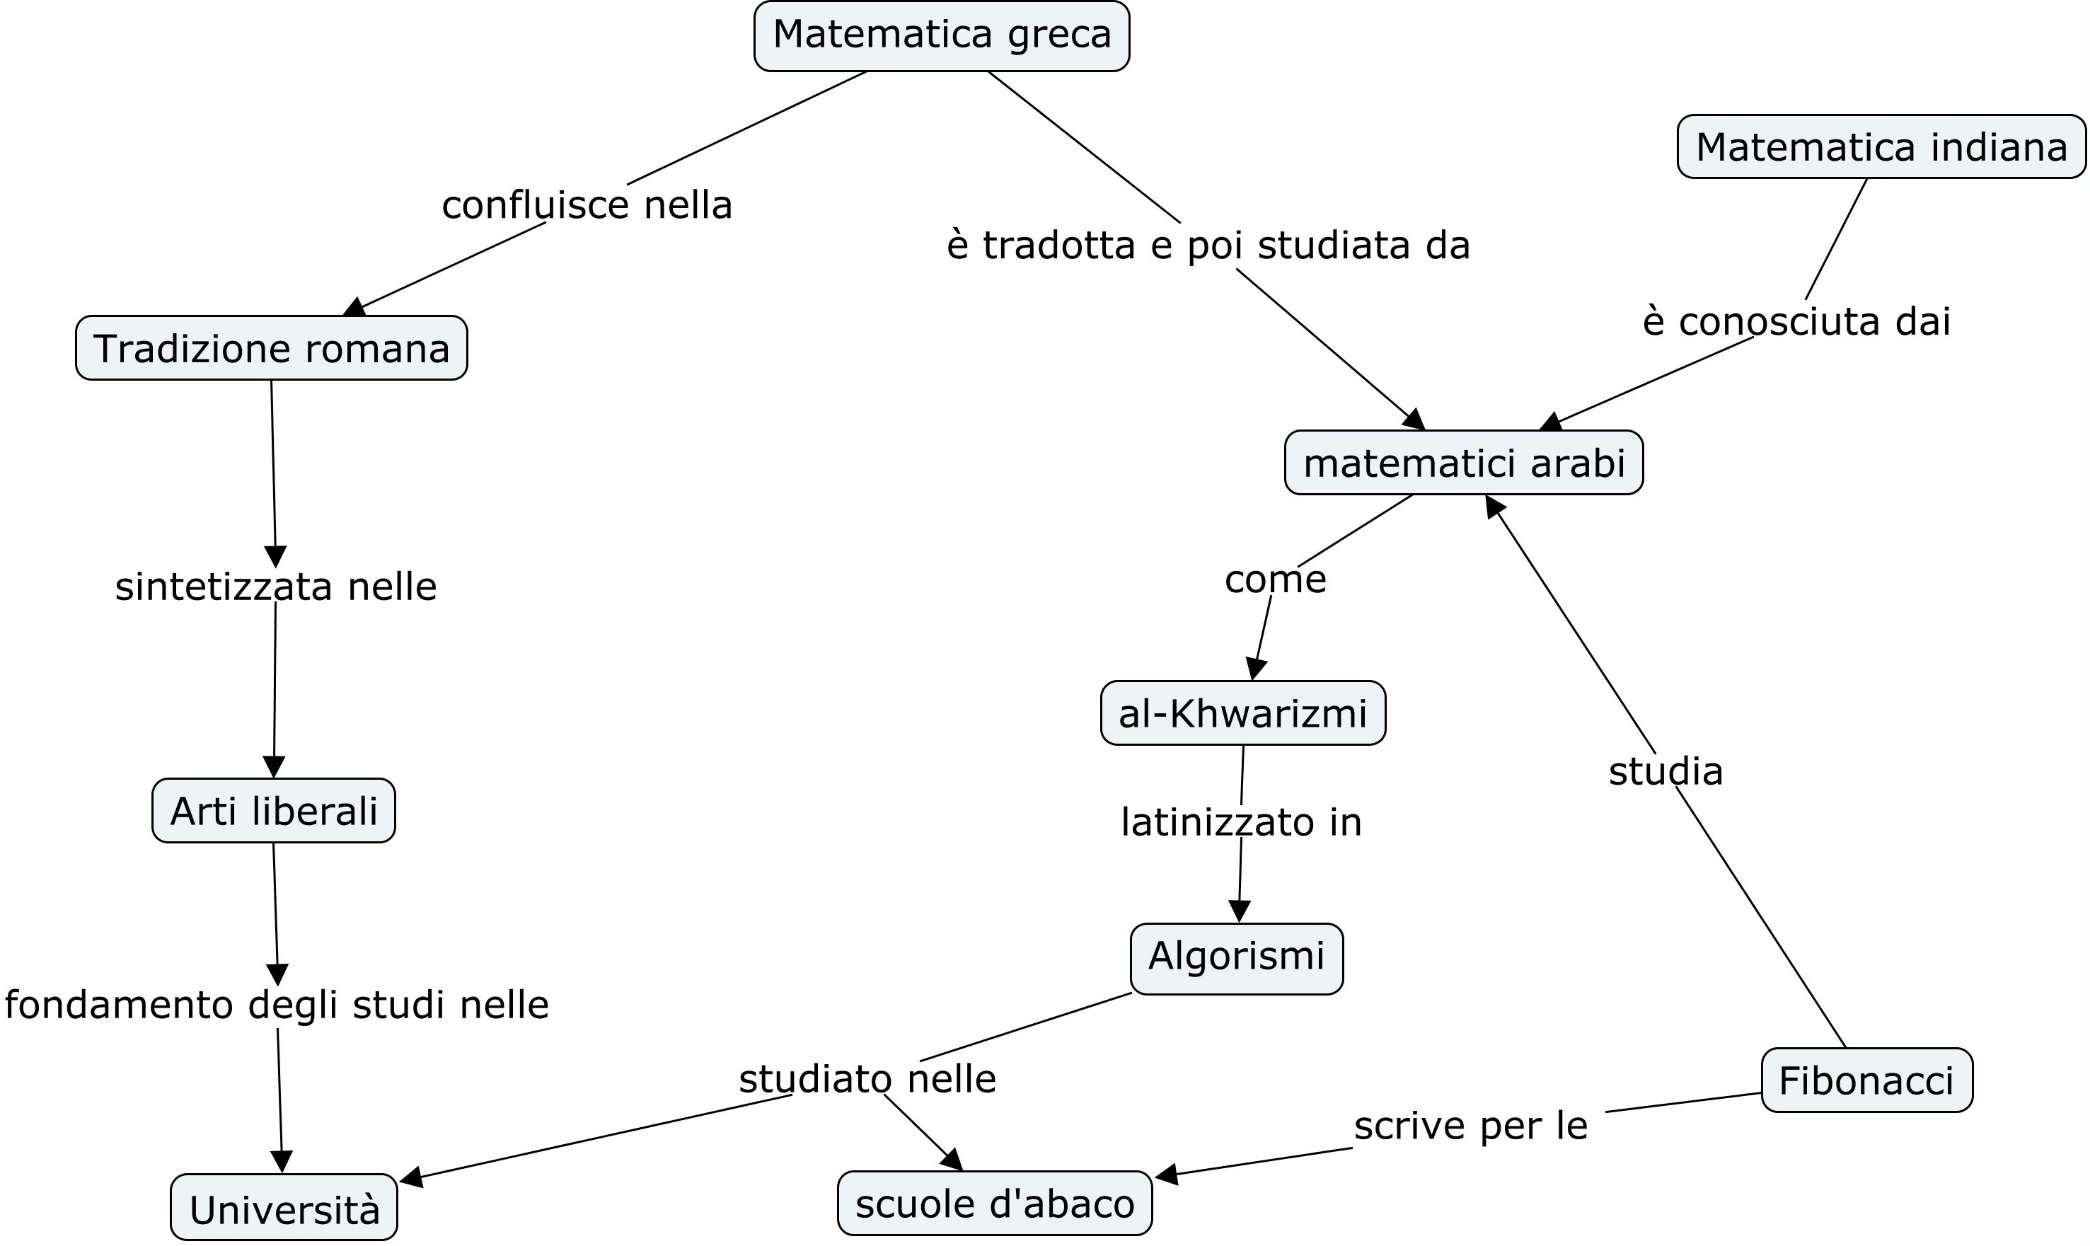 Matematica greca
Matematica indiana
confluisce nella
è tradotta e poi studiata da
è conosciuta dai
Tradizione romana
matematici arabi
sintetizzata nelle
come
al-Khwarizmi
studia
Arti liberali
latinizzato in
Algorismi
fondamento degli studi nelle
studiato nelle
Fibonacci
scrive per le
Università
scuole d'abaco